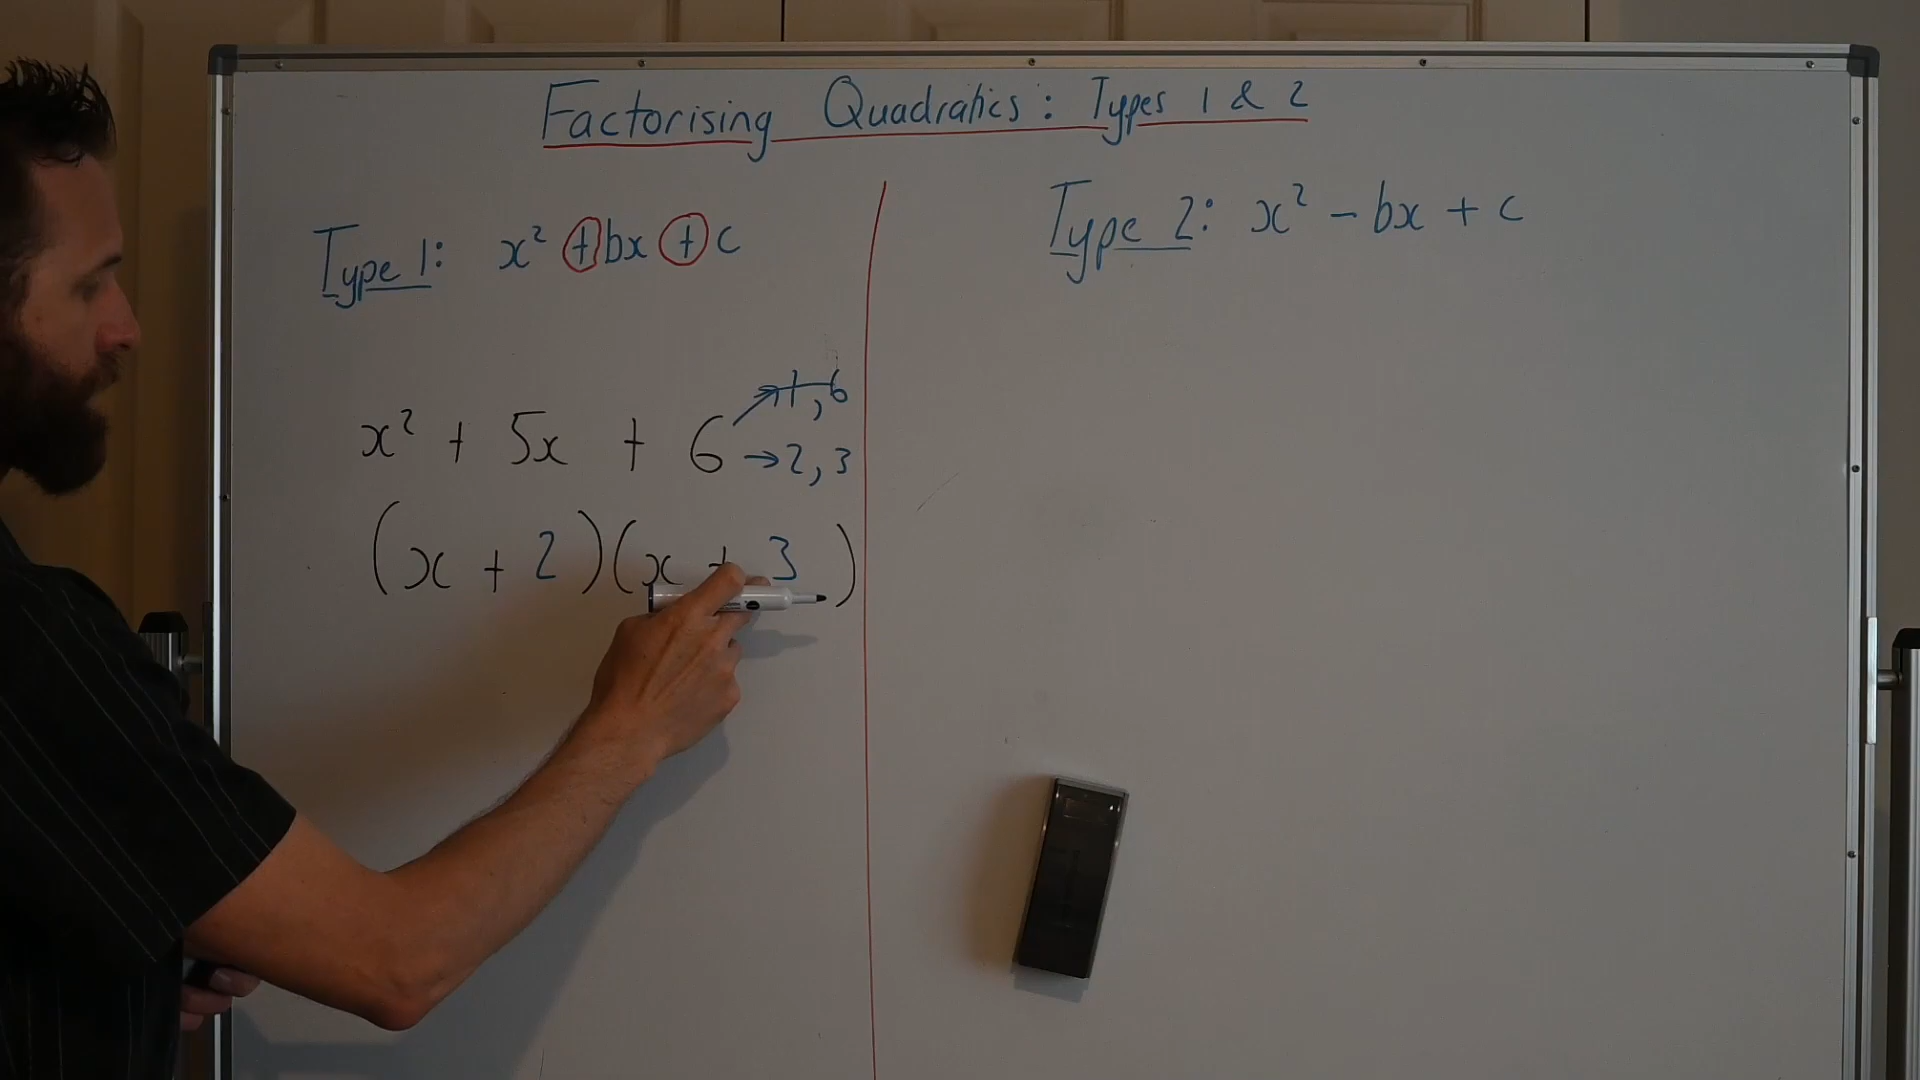 Factorising Quadratics: Types 1 & 2
Type 1: x² + bx + c
x² + 5x + 6 → 1, 6
→ 2, 3
(x + 2)(x + 3)
Type 2: x² - bx + c